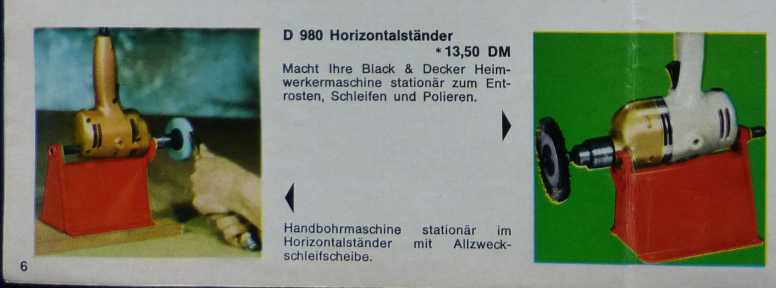 D 980 Horizontalständer
* 13,50 DM
Macht Ihre Black & Decker Heim-
werkermaschine stationär zum Ent-
rosten, Schleifen und Polieren.
Handbohrmaschine stationär im
Horizontalständer mit Allzweck-
schleifscheibe.
6